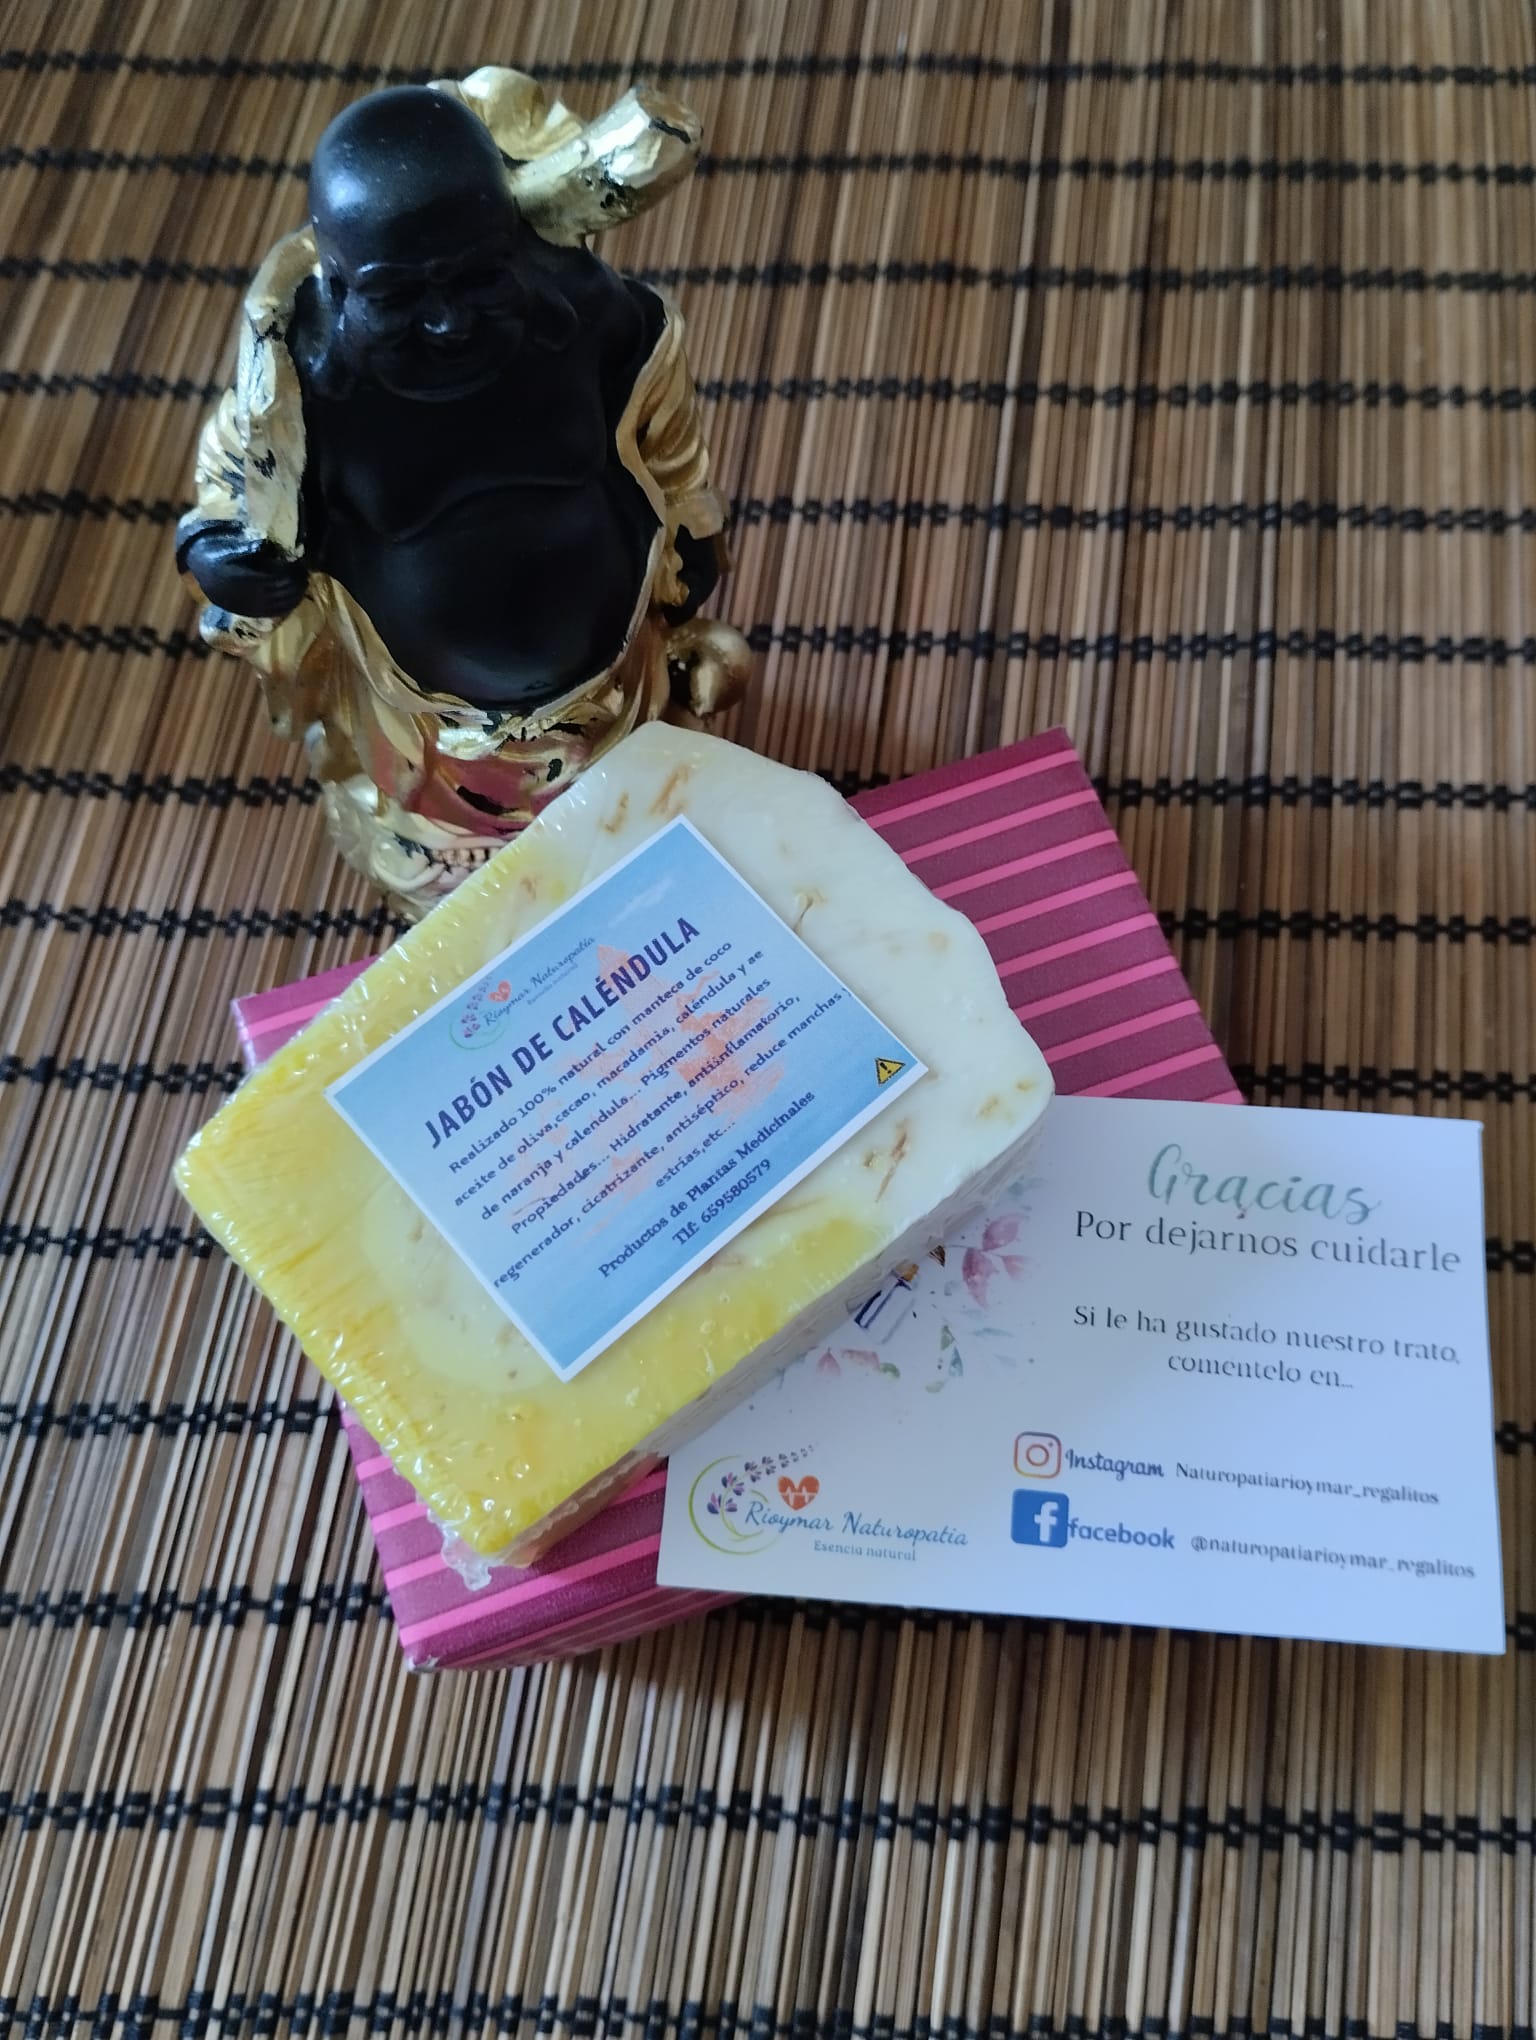 Rioymar Naturopatia
Esencia natural
JABÓN DE CALÉNDULA
Realizado 100% natural con manteca de coco
aceite de oliva,cacao, macadamia, caléndula y ae
de naranja y calendula... Pigmentos naturales
Propiedades... Hidratante, antiinflamatorio,
regenerador, cicatrizante, antiséptico, reduce manchas y
estrías,etc...
Productos de Plantas Medicinales
Tlf: 659580579
Gracias
Por dejarnos cuidarle
Si le ha gustado nuestro trato,
coméntelo en...
Instagram Naturopatiarioymar_regalitos
facebook @naturopatiarioymar_regalitos
Rioymar Naturopatia
Esencia natural